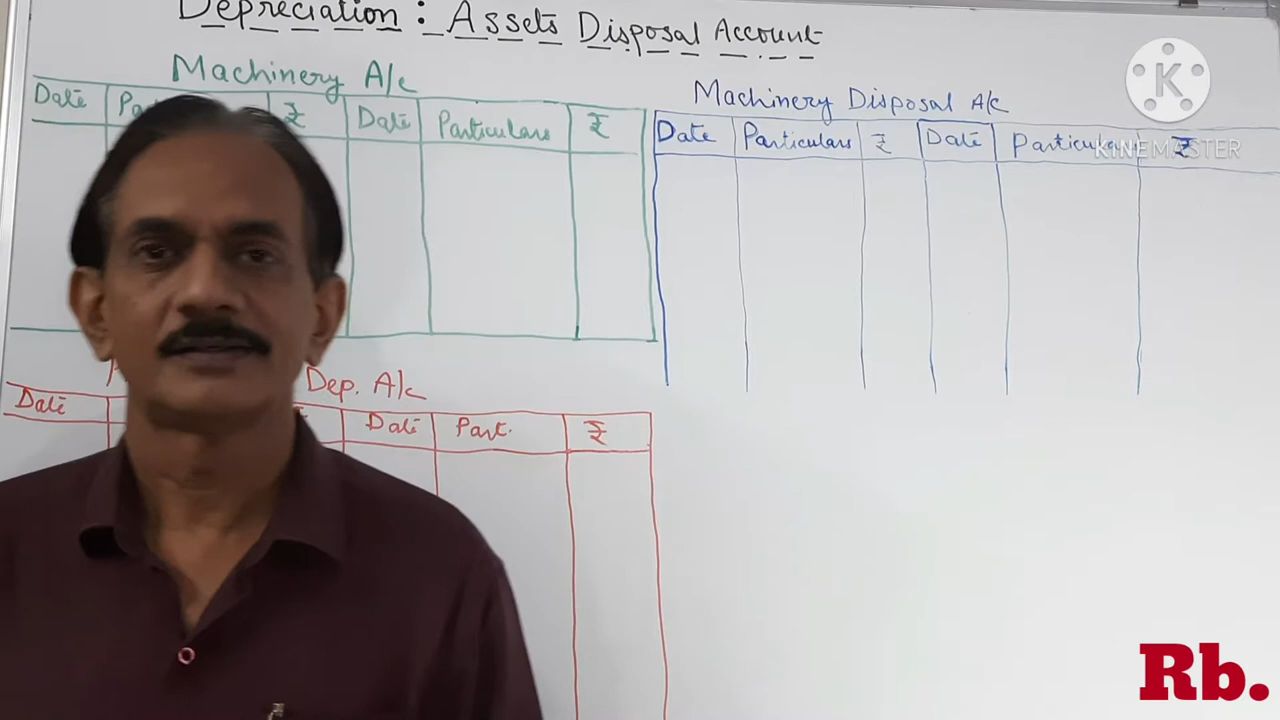 Depreciation : Assets Disposal Account
Machinery A/c
Date ₹ Date Particulars ₹
Machinery Disposal A/c
Date Particulars ₹ Date Particulars ₹
KINEMASTER
Dep. A/c
Date Date Part. ₹
Rb.